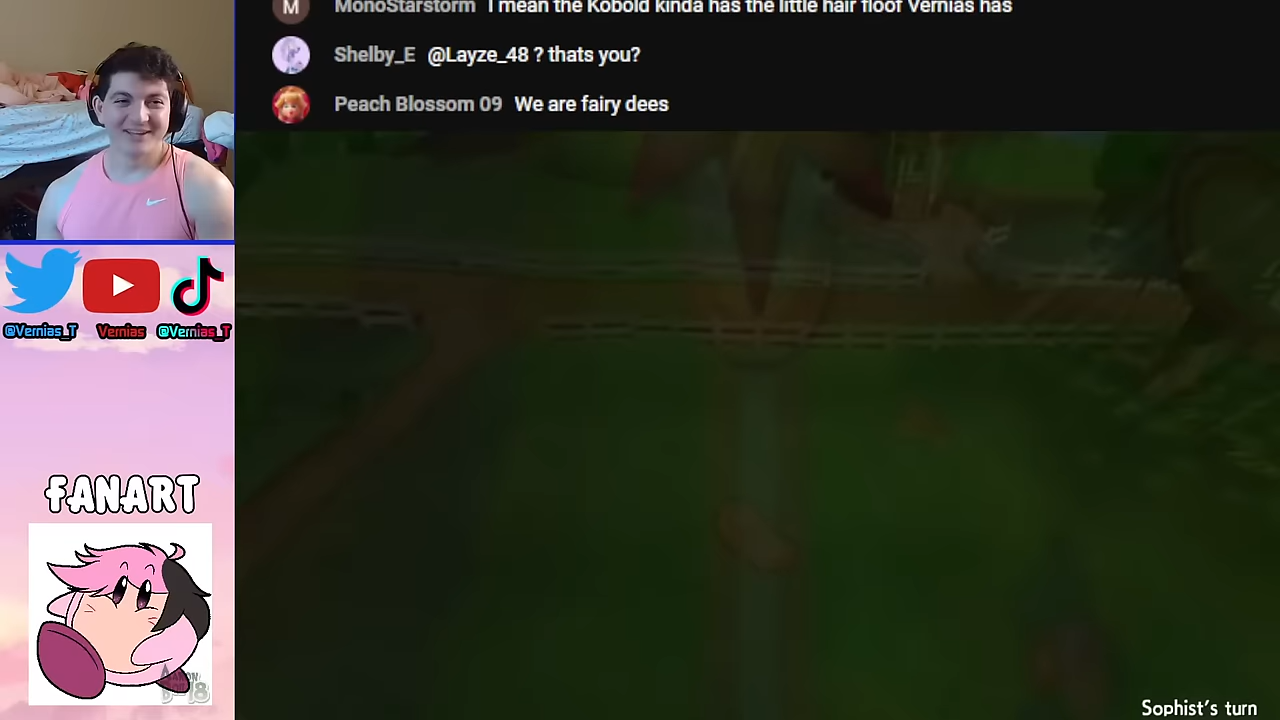 M MonoStarstorm I mean the Kobold kinda has the little hair floof Vernias has
Shelby_E @Layze_48 ? thats you?
Peach Blossom 09 We are fairy dees
@Vernias_T Vernias @Vernias_T
FANART
Sophist's turn